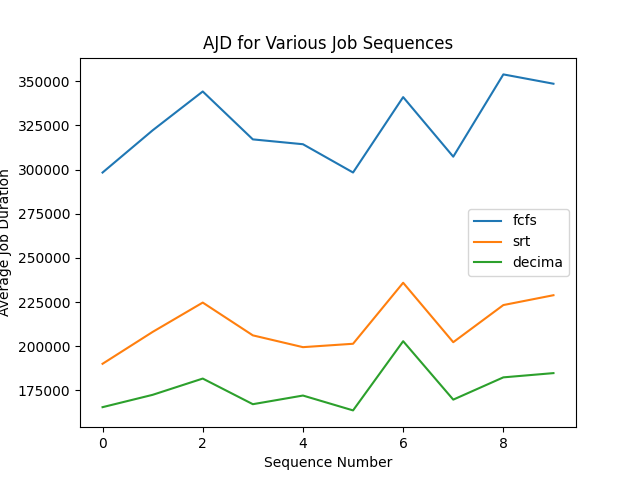 AJD for Various Job Sequences
350000
325000
300000
275000
250000
225000
200000
175000
Average Job Duration
fcfs
srt
decima
0 2 4 6 8
Sequence Number